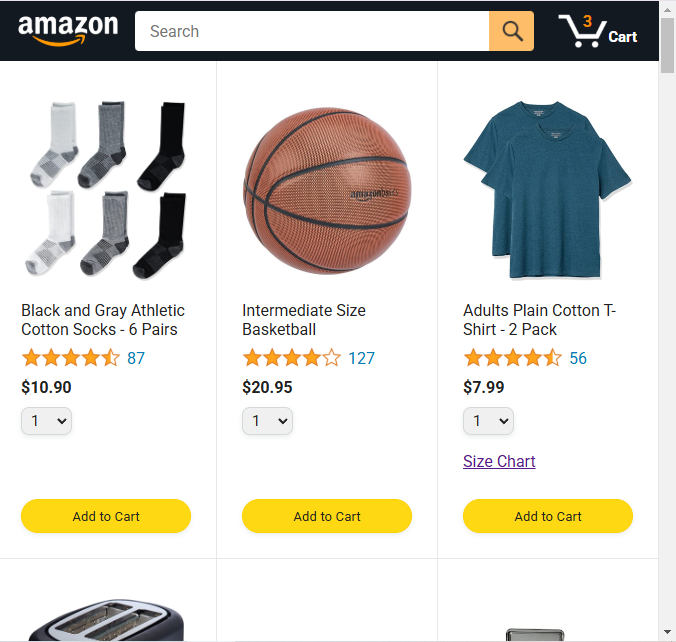 amazon
Search
3
Cart
Black and Gray Athletic
Cotton Socks - 6 Pairs
87
$10.90
1
Add to Cart
Intermediate Size
Basketball
127
$20.95
1
Add to Cart
Adults Plain Cotton T-
Shirt - 2 Pack
56
$7.99
1
Size Chart
Add to Cart